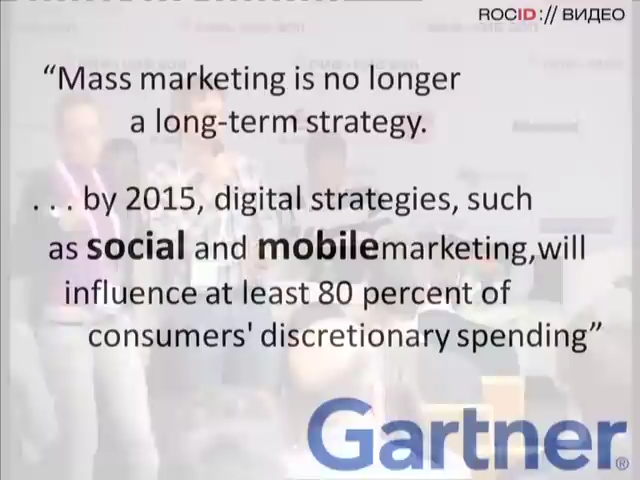 ROCID:// ВИДЕО
“Mass marketing is no longer
a long-term strategy.
. . . by 2015, digital strategies, such
as social and mobilemarketing,will
influence at least 80 percent of
consumers' discretionary spending”
Gartner®